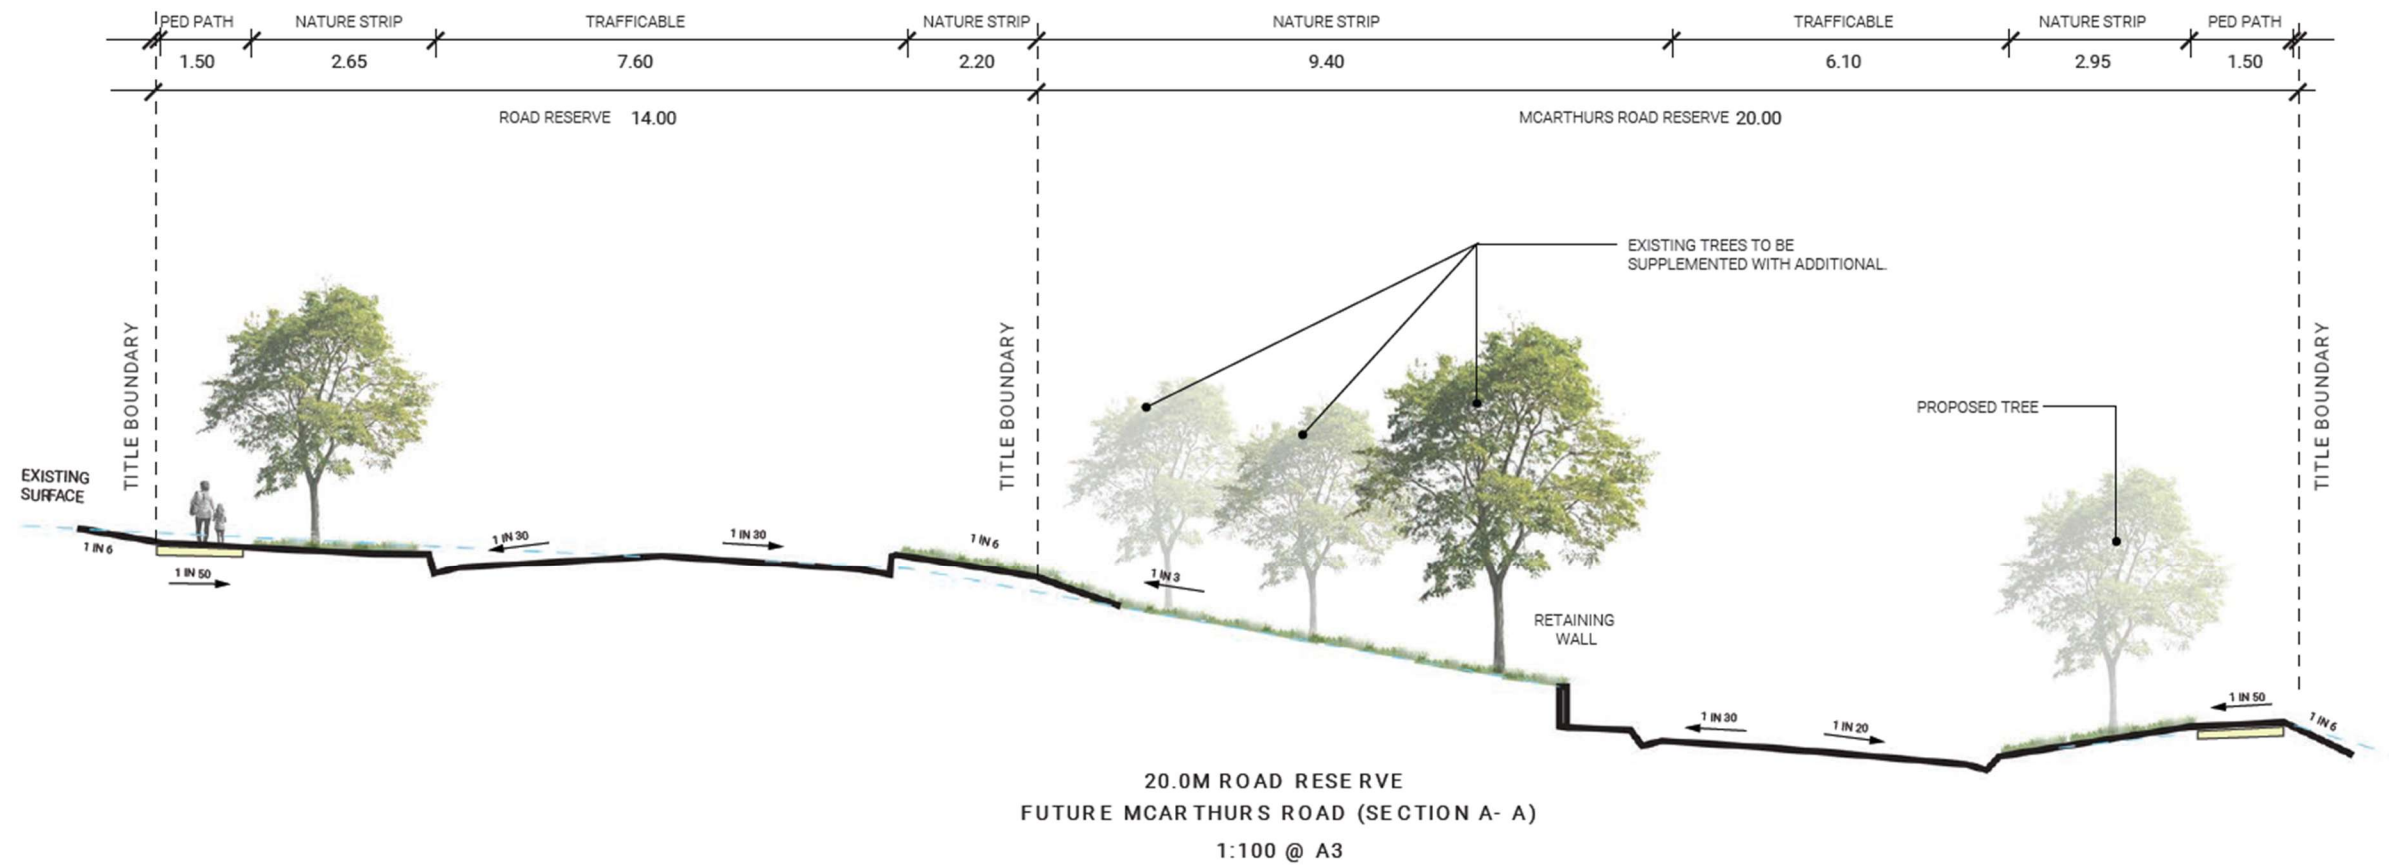 PED PATH NATURE STRIP TRAFFICABLE NATURE STRIP NATURE STRIP TRAFFICABLE NATURE STRIP PED PATH
1.50 2.65 7.60 2.20 9.40 6.10 2.95 1.50
ROAD RESERVE 14.00 MCARTHURS ROAD RESERVE 20.00
EXISTING TREES TO BE
SUPPLEMENTED WITH ADDITIONAL.
TITLE BOUNDARY
TITLE BOUNDARY
TITLE BOUNDARY
PROPOSED TREE
EXISTING
SURFACE
1 IN 6
1 IN 50
1 IN 30
1 IN 30
1 IN 6
1 IN 3
RETAINING
WALL
1 IN 30
1 IN 20
1 IN 50
1 IN 6
20.0M ROAD RESERVE
FUTURE MCARTHURS ROAD (SECTION A- A)
1:100 @ A3